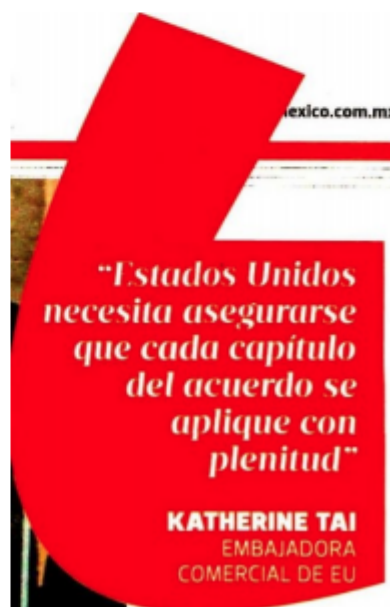 exico.com.mx
“Estados Unidos
necesita asegurarse
que cada capítulo
del acuerdo se
aplique con
plenitud”
KATHERINE TAI
EMBAJADORA
COMERCIAL DE EU